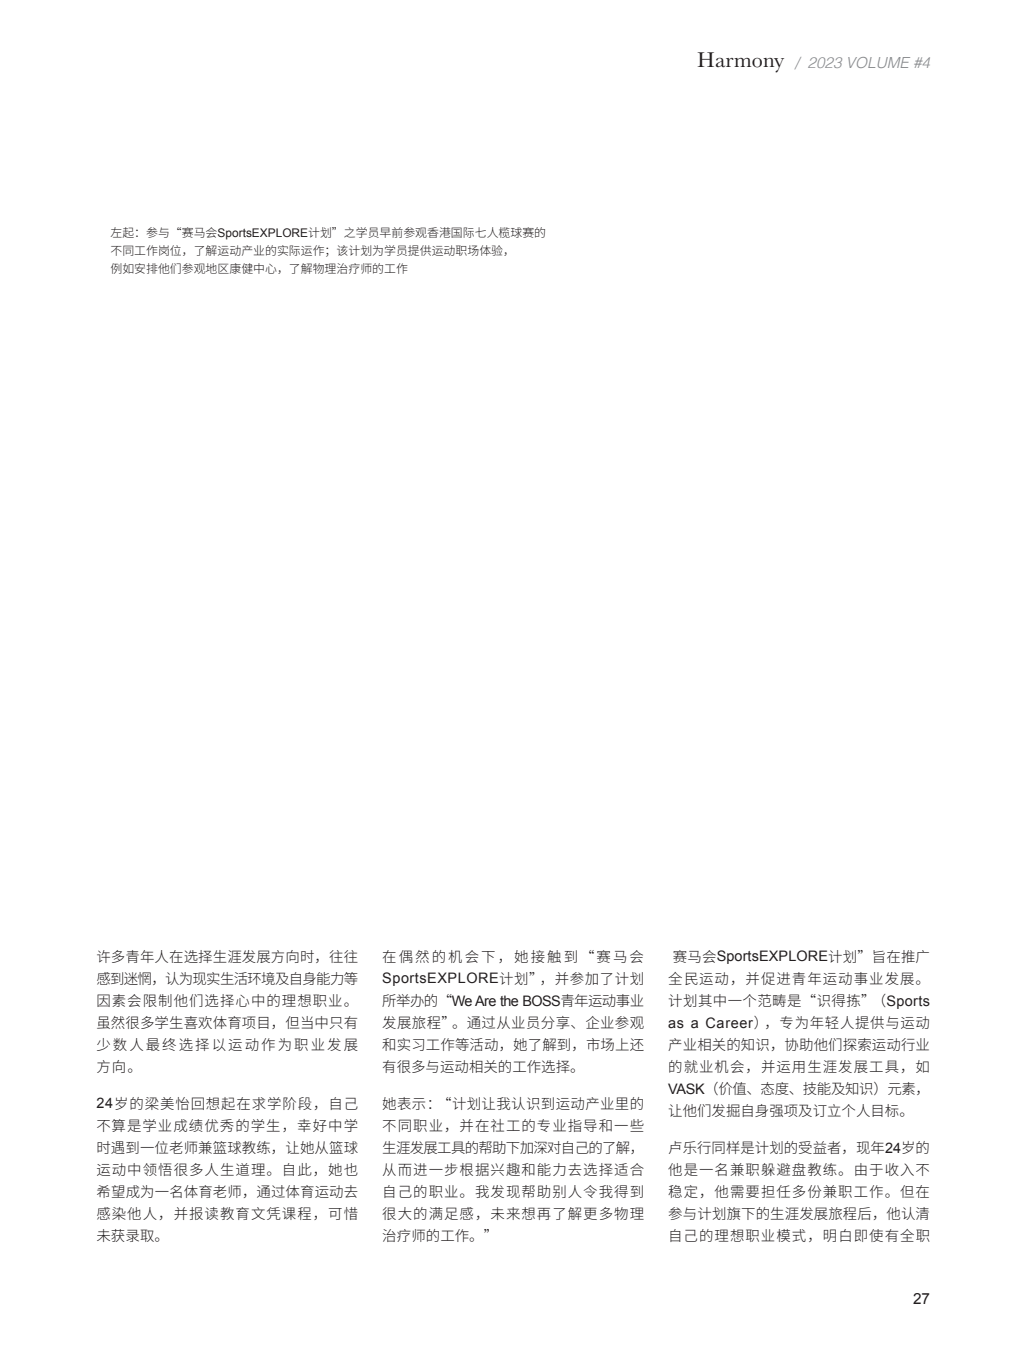 Harmony / 2023 VOLUME #4
左起：参与“赛马会SportsEXPLORE计划”之学员早前参观香港国际七人榄球赛的
不同工作岗位，了解运动产业的实际运作；该计划为学员提供运动职场体验，
例如安排他们参观地区康健中心，了解物理治疗师的工作
许多青年人在选择生涯发展方向时，往往
感到迷惘，认为现实生活环境及自身能力等
因素会限制他们选择心中的理想职业。
虽然很多学生喜欢体育项目，但当中只有
少数人最终选择以运动作为职业发展
方向。
24岁的梁美怡回想起在求学阶段，自己
不算是学业成绩优秀的学生，幸好中学
时遇到一位老师兼篮球教练，让她从篮球
运动中领悟很多人生道理。自此，她也
希望成为一名体育老师，通过体育运动去
感染他人，并报读教育文凭课程，可惜
未获录取。
在偶然的机会下，她接触到“赛马会
SportsEXPLORE计划”，并参加了计划
所举办的“We Are the BOSS青年运动事业
发展旅程”。通过从业员分享、企业参观
和实习工作等活动，她了解到，市场上还
有很多与运动相关的工作选择。
她表示：“计划让我认识到运动产业里的
不同职业，并在社工的专业指导和一些
生涯发展工具的帮助下加深对自己的了解，
从而进一步根据兴趣和能力去选择适合
自己的职业。我发现帮助别人令我得到
很大的满足感，未来想再了解更多物理
治疗师的工作。”
赛马会SportsEXPLORE计划”旨在推广
全民运动，并促进青年运动事业发展。
计划其中一个范畴是“识得拣”（Sports
as a Career），专为年轻人提供与运动
产业相关的知识，协助他们探索运动行业
的就业机会，并运用生涯发展工具，如
VASK（价值、态度、技能及知识）元素，
让他们发掘自身强项及订立个人目标。
卢乐行同样是计划的受益者，现年24岁的
他是一名兼职躲避盘教练。由于收入不
稳定，他需要担任多份兼职工作。但在
参与计划旗下的生涯发展旅程后，他认清
自己的理想职业模式，明白即使有全职
27